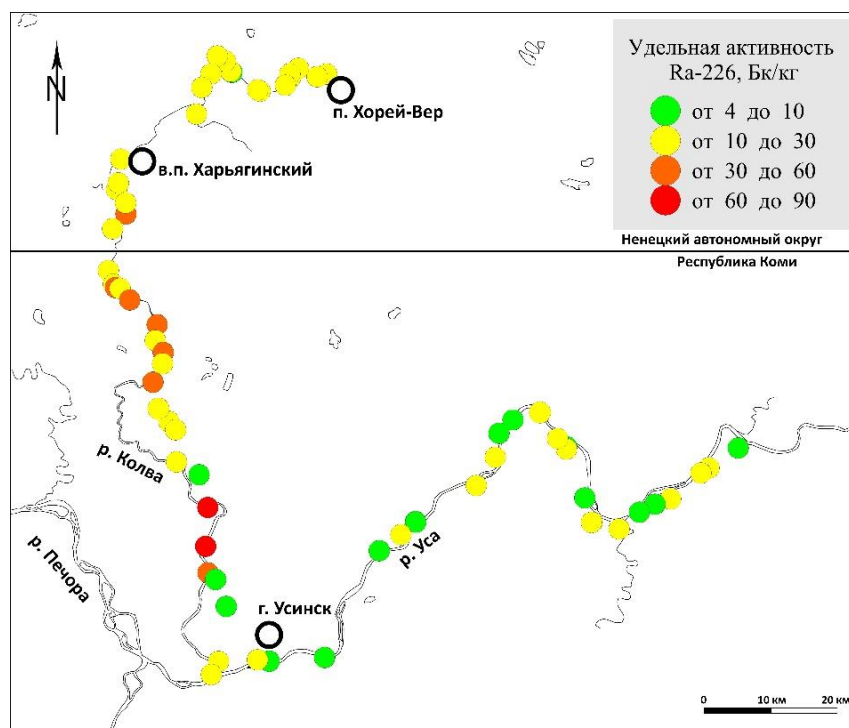 N
Удельная активность
Ra-226, Бк/кг
от 4 до 10
от 10 до 30
от 30 до 60
от 60 до 90
п. Хорей-Вер
в.п. Харьягинский
Ненецкий автономный округ
Республика Коми
р. Колва
р. Печора
р. Уса
г. Усинск
0 10 км 20 км